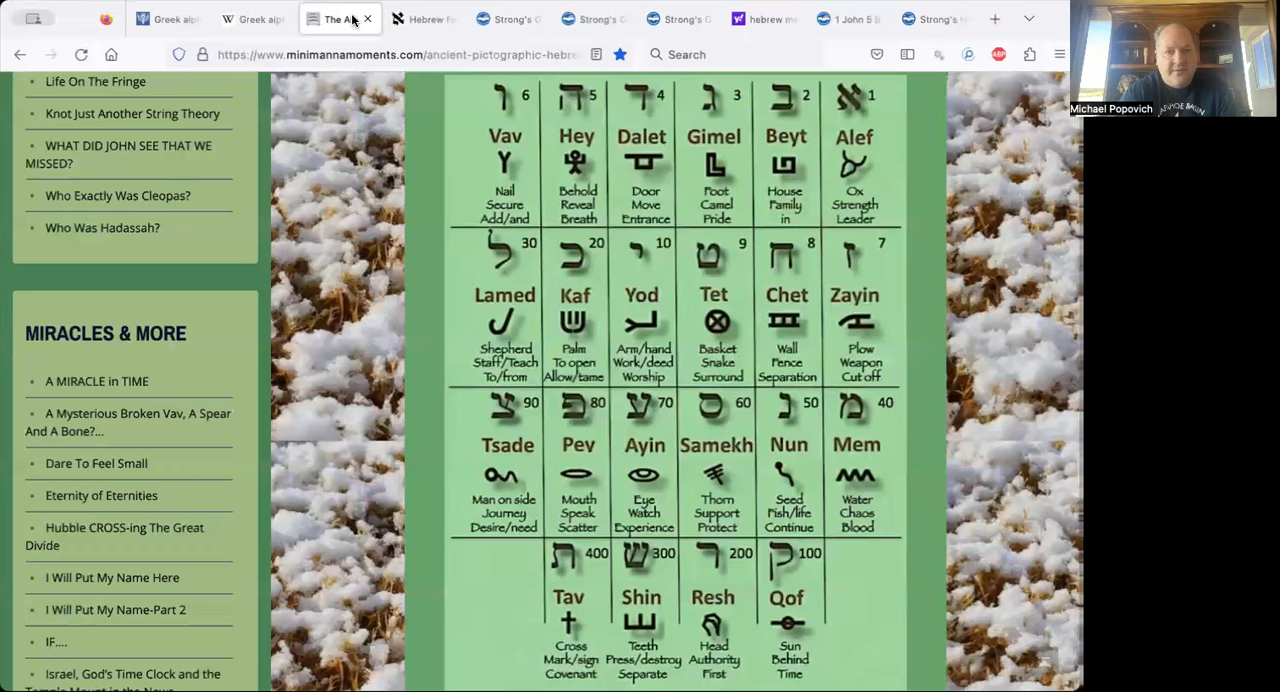 Greek alp
Greek alp
The A
Hebrew fo
Strong's G
Strong's G
Strong's G
hebrew me
1 John 5:5
Strong's H
https://www.minimannamoments.com/ancient-pictographic-hebre
Search
ABP
Michael Popovich
Life On The Fringe
Knot Just Another String Theory
WHAT DID JOHN SEE THAT WE
MISSED?
Who Exactly Was Cleopas?
Who Was Hadassah?
MIRACLES & MORE
A MIRACLE in TIME
A Mysterious Broken Vav, A Spear
And A Bone?...
Dare To Feel Small
Eternity of Eternities
Hubble CROSS-ing The Great
Divide
I Will Put My Name Here
I Will Put My Name-Part 2
IF....
Israel, God's Time Clock and the
Temple Mount in the News
ו 6 ה 5 ד 4 ג 3 ב 2 א 1
Vav Hey Dalet Gimel Beyt Alef
Nail Behold Door Foot House Ox
Secure Reveal Move Camel Family Strength
Add/and Breath Entrance Pride in Leader
ל 30 כ 20 י 10 ט 9 ח 8 ז 7
Lamed Kaf Yod Tet Chet Zayin
Shepherd Palm Arm/hand Basket Wall Plow
Staff/Teach To open Work/deed Snake Fence Weapon
To/from Allow/tame Worship Surround Separation Cut off
צ 90 פ 80 ע 70 ס 60 נ 50 מ 40
Tsade Pey Ayin Samekh Nun Mem
Man on side Mouth Eye Thorn Seed Water
Journey Speak Watch Support Fish/life Chaos
Desire/need Scatter Experience Protect Continue Blood
ת 400 ש 300 ר 200 ק 100
Tav Shin Resh Qof
Cross Teeth Head Sun
Mark/sign Press/destroy Authority Behind
Covenant Separate First Time